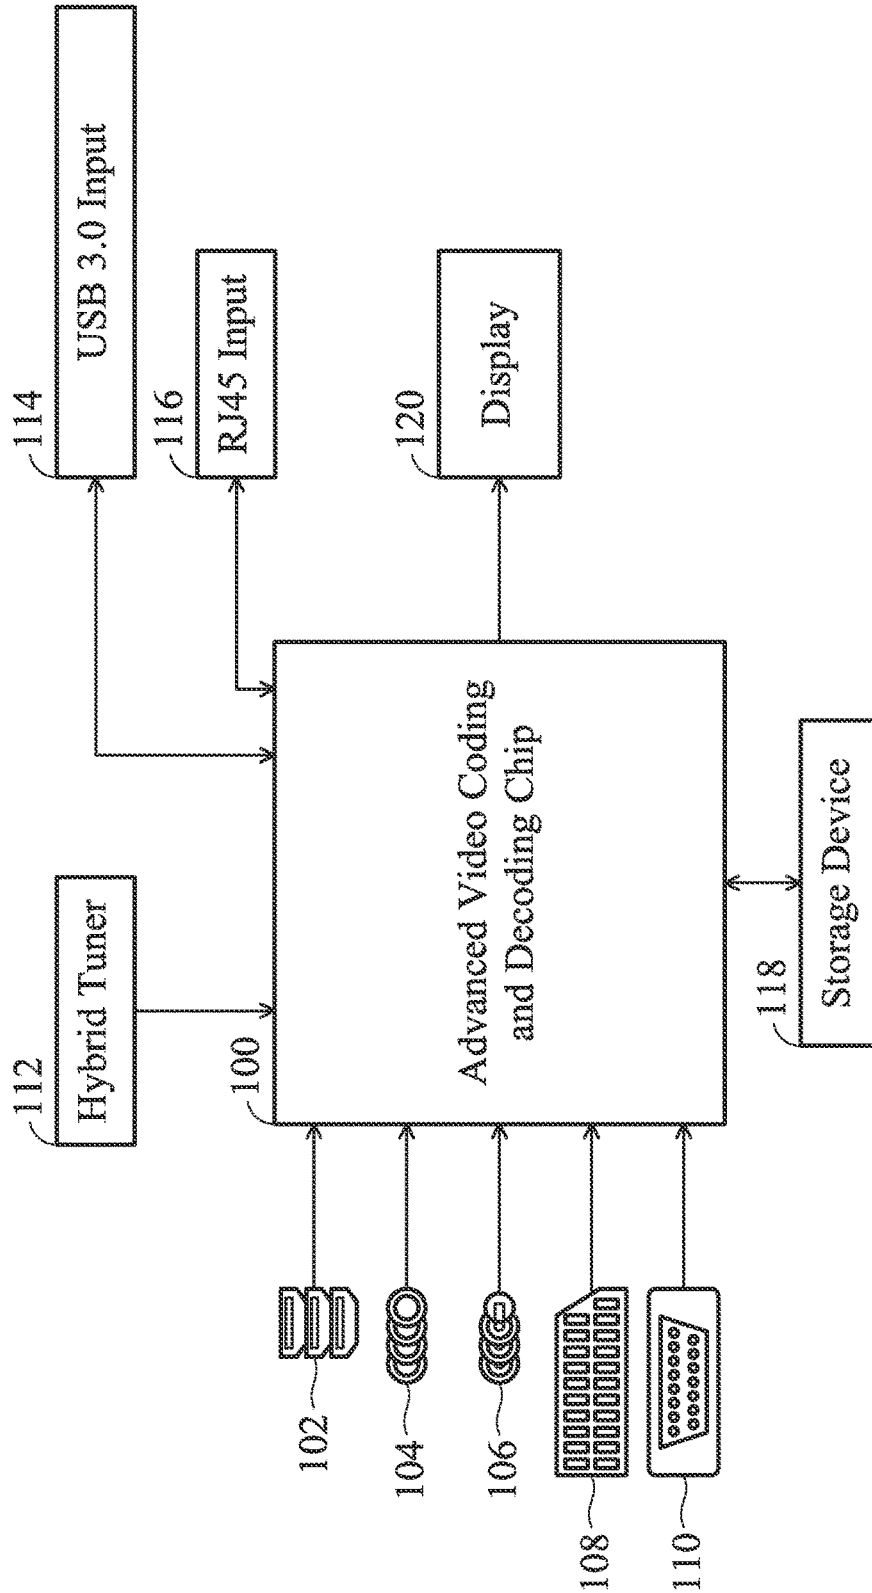 112
Hybrid Tuner
114
USB 3.0 Input
116
RJ45 Input
100
Advanced Video Coding
and Decoding Chip
120
Display
102
104
106
108
110
118
Storage Device